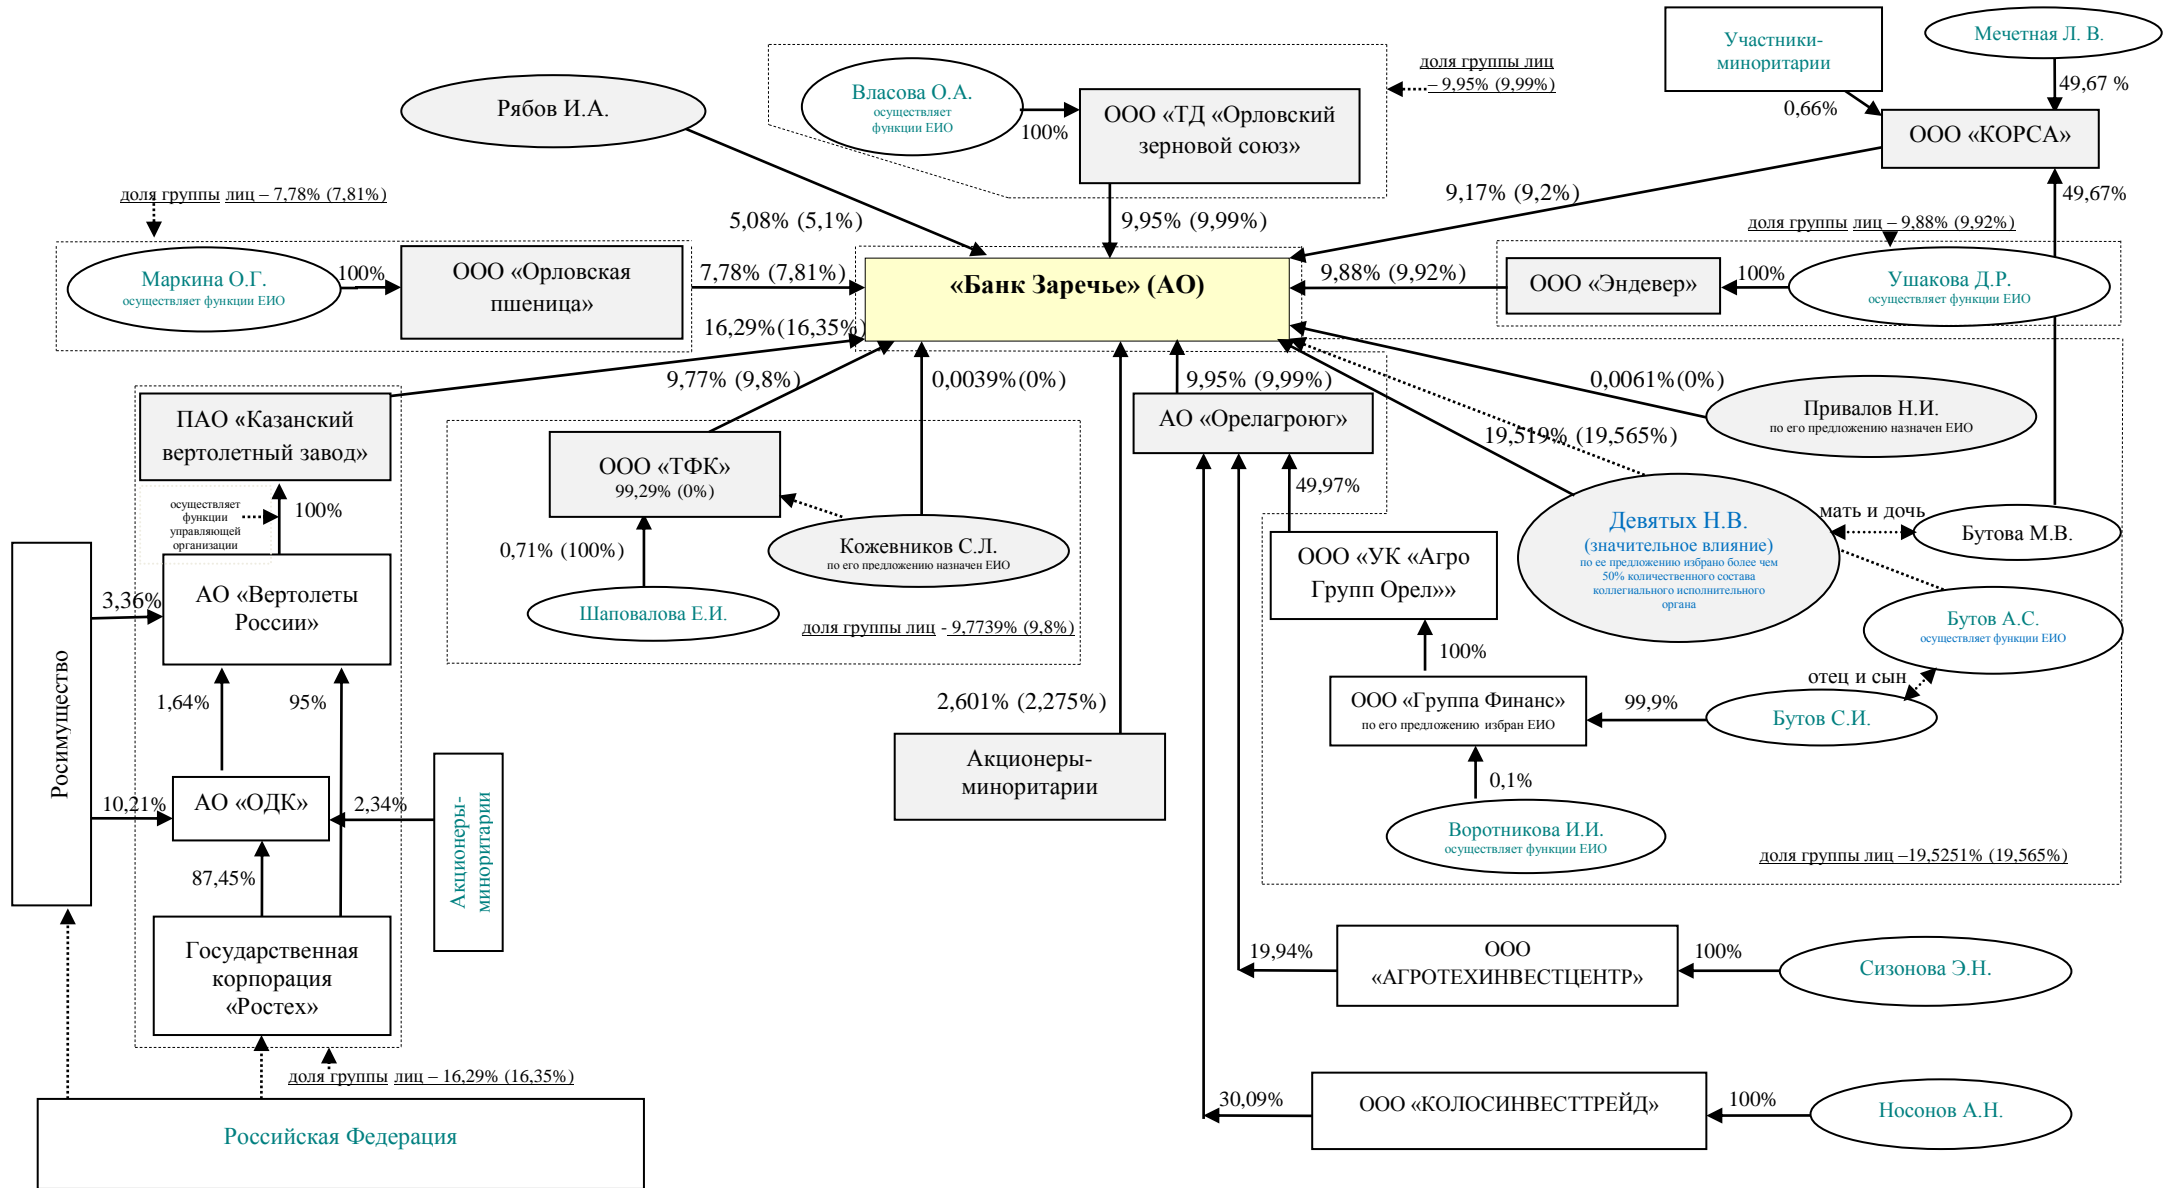 Участники-
миноритарии
Мечетная Л. В.
49,67 %
0,66%
ООО «КОРСА»
49,67%
доля группы лиц
– 9,95% (9,99%)
Власова О.А.
осуществляет
функции ЕИО
100%
ООО «ТД «Орловский
зерновой союз»
9,95% (9,99%)
Рябов И.А.
5,08% (5,1%)
9,17% (9,2%)
доля группы лиц – 7,78% (7,81%)
Маркина О.Г.
осуществляет функции ЕИО
100%
ООО «Орловская
пшеница»
7,78% (7,81%)
«Банк Заречье» (АО)
доля группы лиц – 9,88% (9,92%)
9,88% (9,92%)
ООО «Эндевер»
100%
Ушакова Д.Р.
осуществляет функции ЕИО
16,29%(16,35%)
9,77% (9,8%)
0,0039%(0%)
9,95% (9,99%)
0,0061%(0%)
19,519% (19,565%)
ПАО «Казанский
вертолетный завод»
осуществляет
функции
управляющей
организации
100%
АО «Вертолеты
России»
3,36%
1,64%
95%
Росимущество
10,21%
АО «ОДК»
2,34%
Акционеры-
миноритарии
87,45%
Государственная
корпорация
«Ростех»
доля группы лиц – 16,29% (16,35%)
Российская Федерация
ООО «ТФК»
99,29% (0%)
0,71% (100%)
Кожевников С.Л.
по его предложению назначен ЕИО
Шаповалова Е.И.
доля группы лиц - 9,7739% (9,8%)
2,601% (2,275%)
Акционеры-
миноритарии
АО «Орелагроюг»
49,97%
Привалов Н.И.
по его предложению назначен ЕИО
Девятых Н.В.
(значительное влияние)
по ее предложению избрано более чем
50% количественного состава
коллегиального исполнительного
органа
мать и дочь
Бутова М.В.
Бутов А.С.
осуществляет функции ЕИО
отец и сын
Бутов С.И.
99,9%
ООО «УК «Агро
Групп Орел»»
100%
ООО «Группа Финанс»
по его предложению избран ЕИО
0,1%
Воротникова И.И.
осуществляет функции ЕИО
доля группы лиц –19,5251% (19,565%)
19,94%
ООО
«АГРОТЕХИНВЕСТЦЕНТР»
100%
Сизонова Э.Н.
30,09%
ООО «КОЛОСИНВЕСТТРЕЙД»
100%
Носонов А.Н.